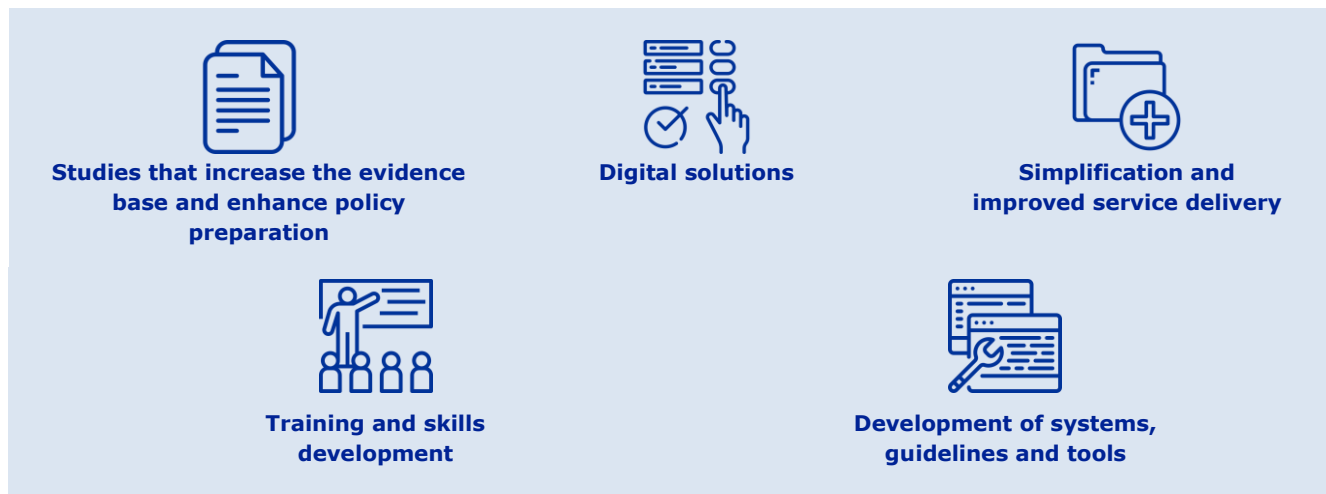 Studies that increase the evidence
base and enhance policy
preparation
Digital solutions
Simplification and
improved service delivery
Training and skills
development
Development of systems,
guidelines and tools